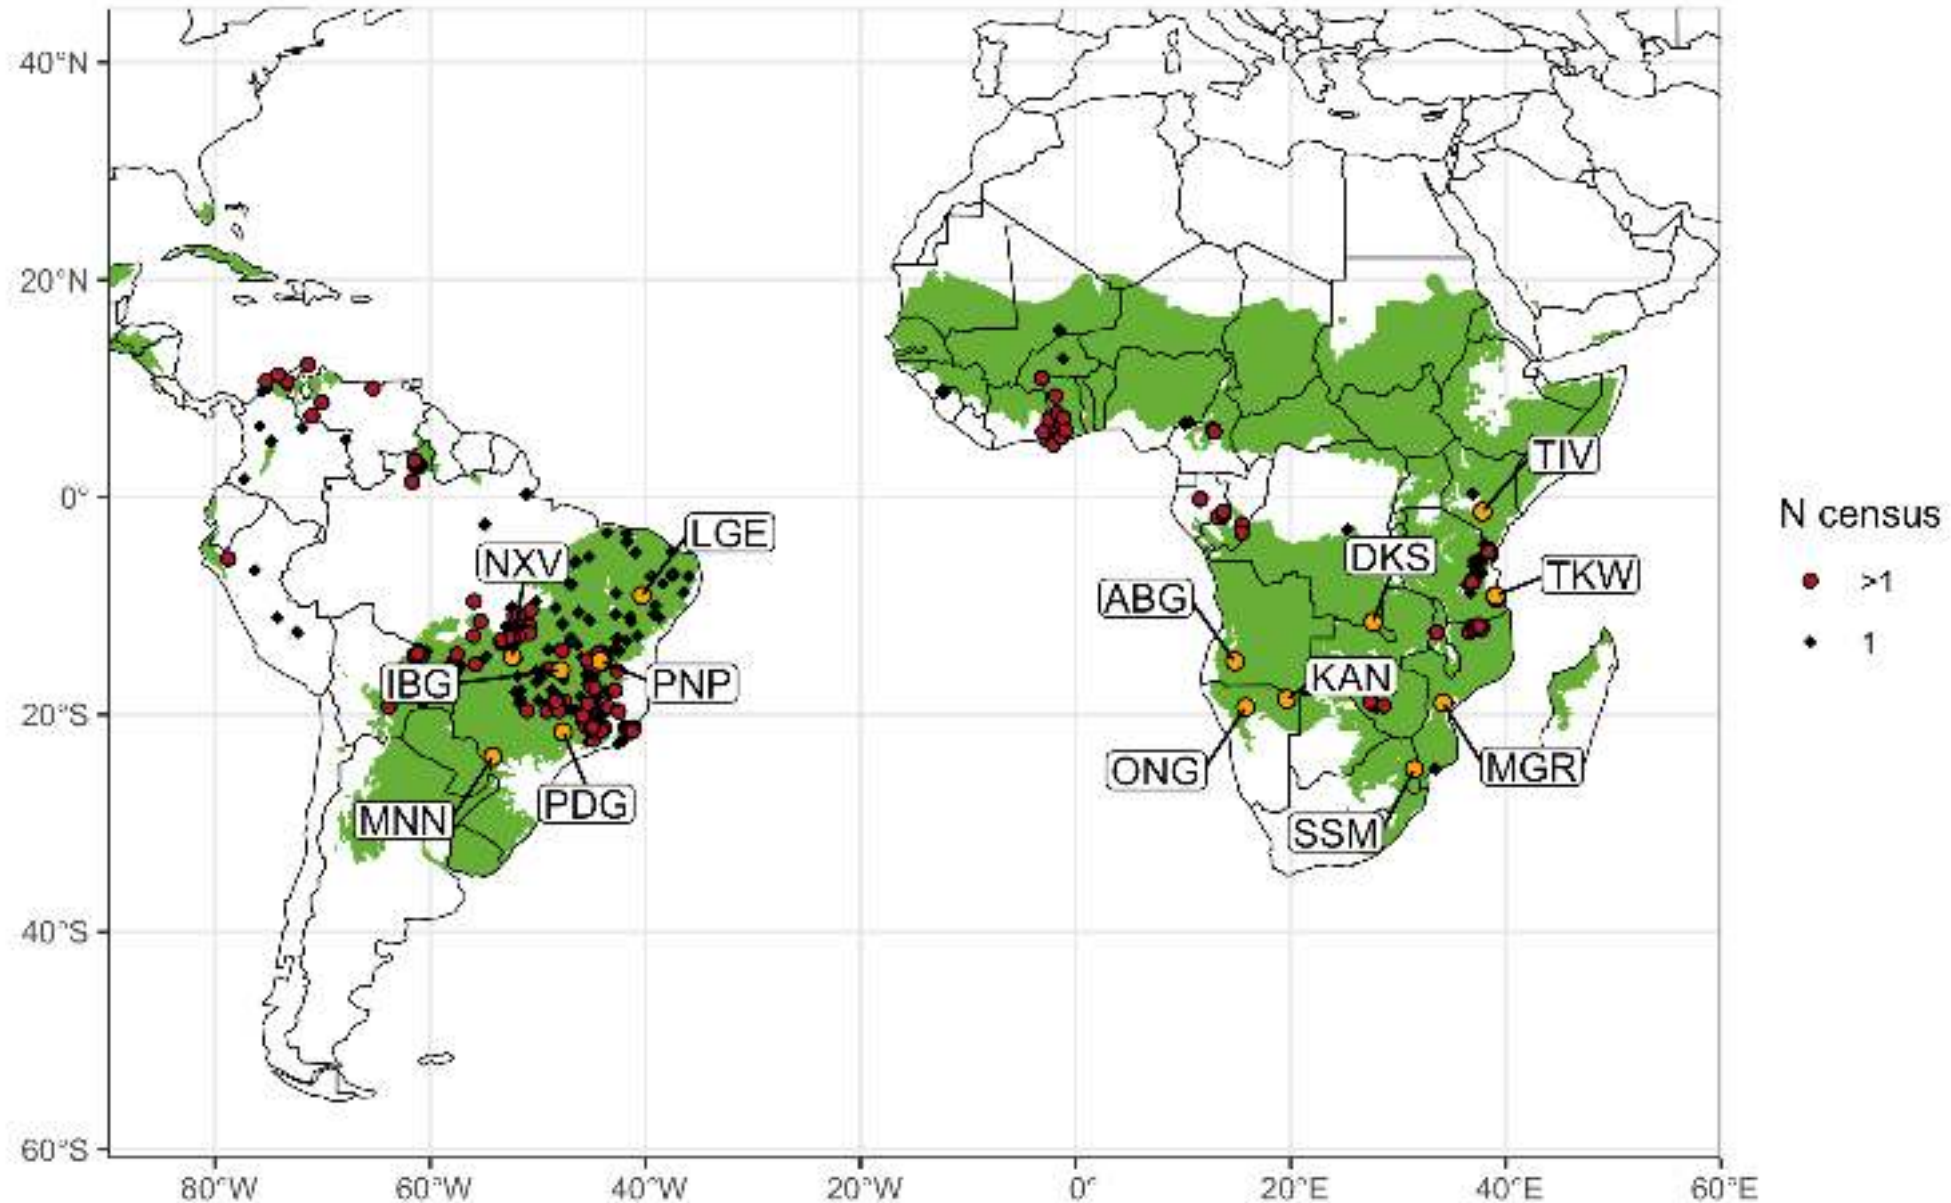 40°N
20°N
0°
20°S
40°S
60°S
80°W
60°W
40°W
20°W
0°
20°E
40°E
60°E
LGE
NXV
IBG
PNP
PDG
MNN
TIV
DKS
TKW
ABG
KAN
ONG
MGR
SSM
N census
>1
1